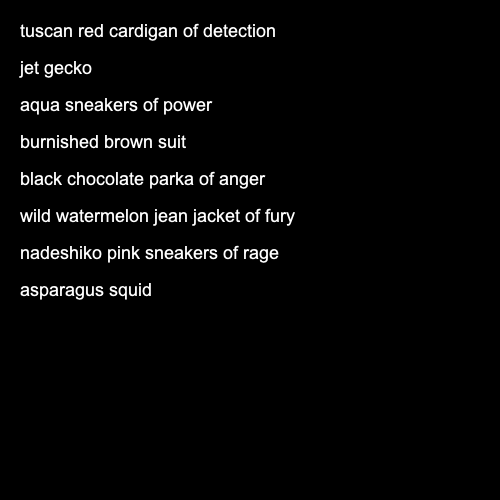 tuscan red cardigan of detection
jet gecko
aqua sneakers of power
burnished brown suit
black chocolate parka of anger
wild watermelon jean jacket of fury
nadeshiko pink sneakers of rage
asparagus squid